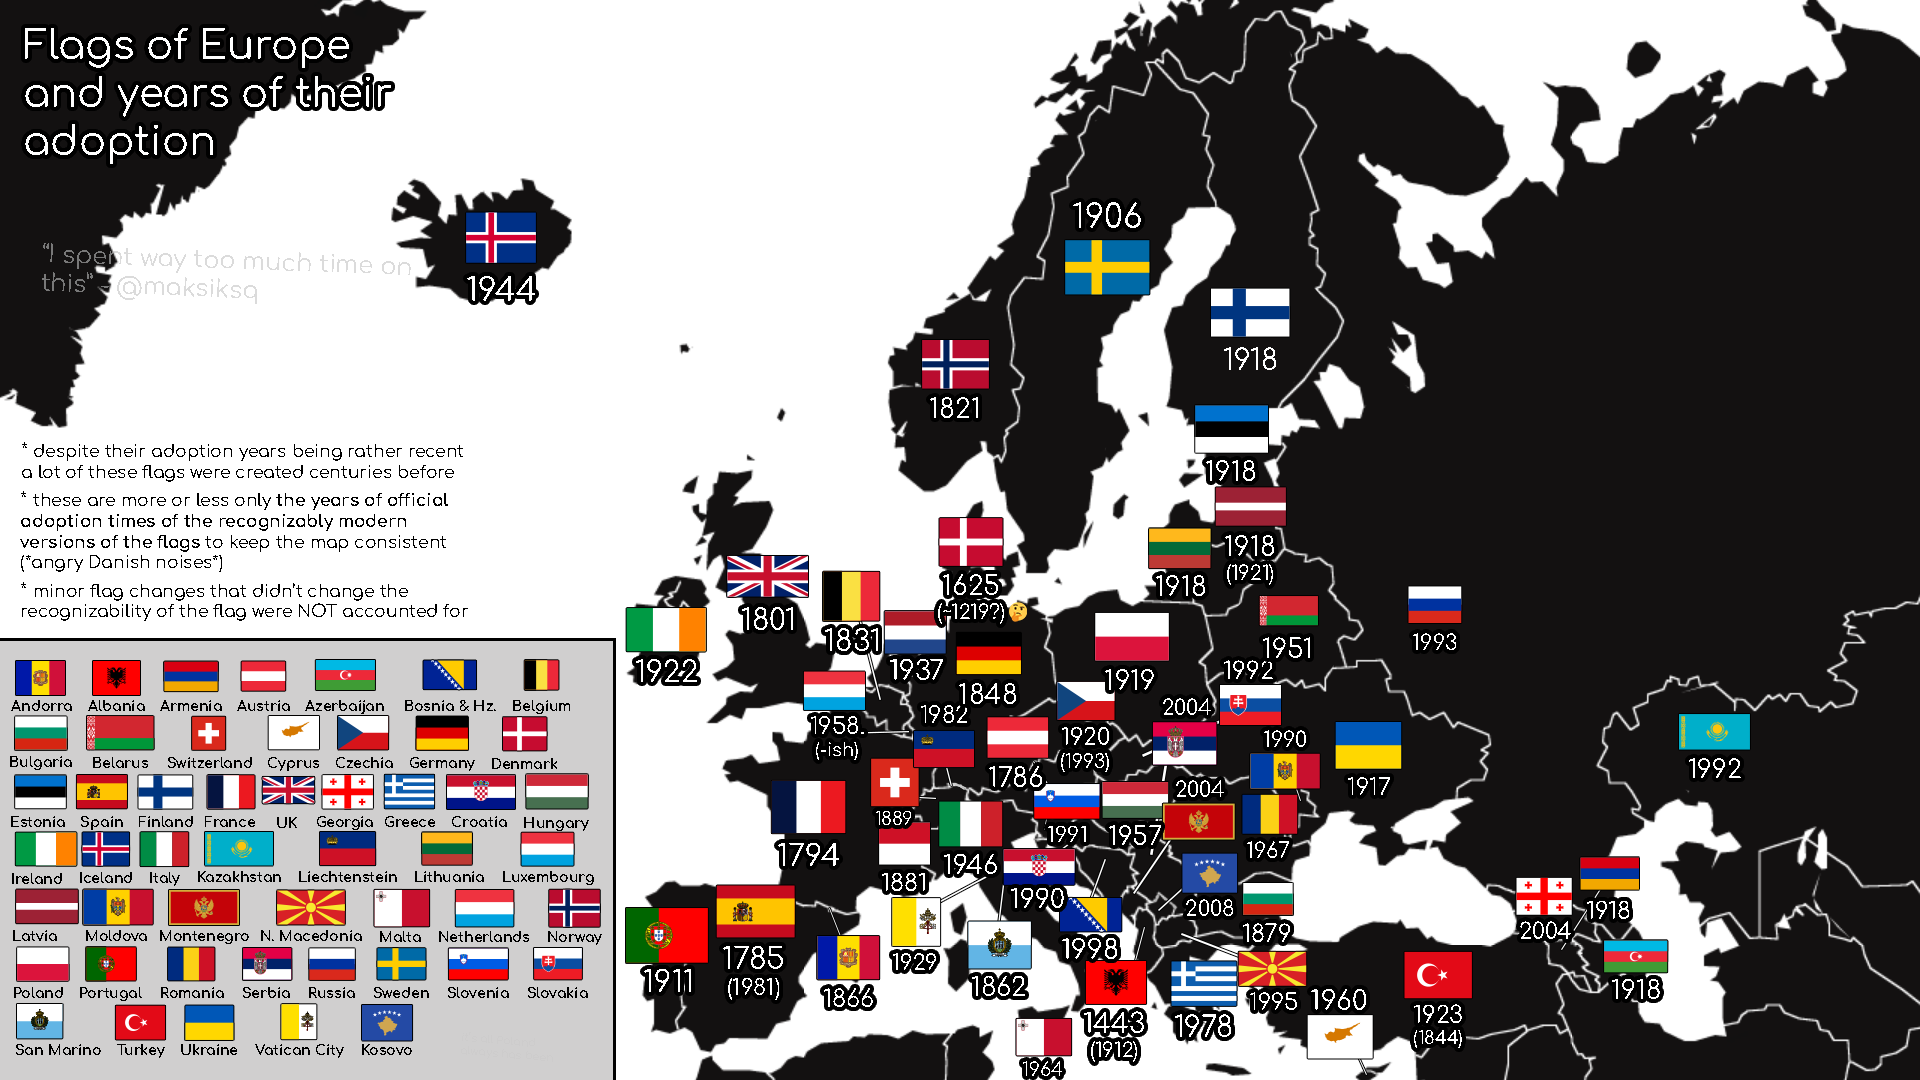 Flags of Europe
and years of their
adoption
"I spent way too much time on
this" - @maksiksq
1944
1906
1918
1821
1918
1918
(1921)
1918
1625
(~1219?)
1801
1831
1922
1937
1848
1919
1951
1993
1992
1958.
(-ish)
1982
1920
(1993)
2004
1990
1917
1992
1786
1889
1794
1946
1991
1957
2004
1967
1881
1990
2008
1879
1918
2004
1918
1911
1785
(1981)
1866
1929
1862
1998
1443
(1912)
1978
1995
1960
1923
(1844)
1964
* despite their adoption years being rather recent
a lot of these flags were created centuries before
* these are more or less only the years of official
adoption times of the recognizably modern
versions of the flags to keep the map consistent
(*angry Danish noises*)
* minor flag changes that didn't change the
recognizability of the flag were NOT accounted for
Andorra Albania Armenia Austria Azerbaijan Bosnia & Hz. Belgium
Bulgaria Belarus Switzerland Cyprus Czechia Germany Denmark
Estonia Spain Finland France UK Georgia Greece Croatia Hungary
Ireland Iceland Italy Kazakhstan Liechtenstein Lithuania Luxembourg
Latvia Moldova Montenegro N. Macedonia Malta Netherlands Norway
Poland Portugal Romania Serbia Russia Sweden Slovenia Slovakia
San Marino Turkey Ukraine Vatican City Kosovo